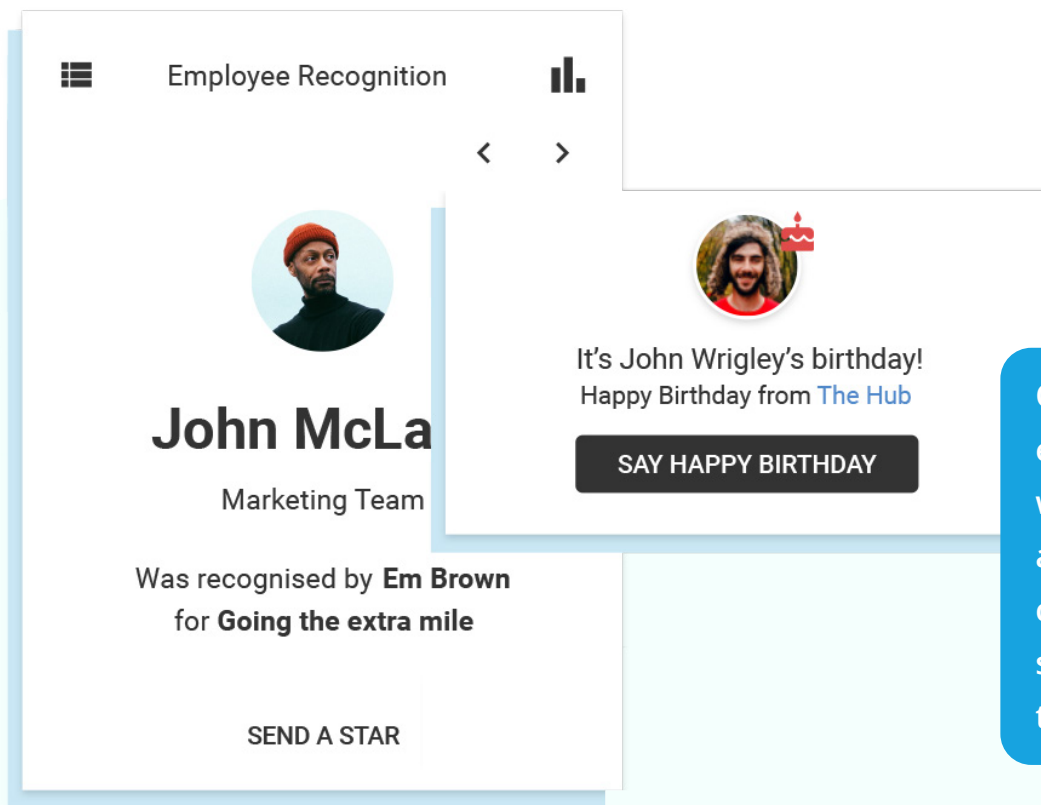 Employee Recognition
John McLa
Marketing Team
Was recognised by Em Brown
for Going the extra mile
SEND A STAR
It’s John Wrigley’s birthday!
Happy Birthday from The Hub
SAY HAPPY BIRTHDAY